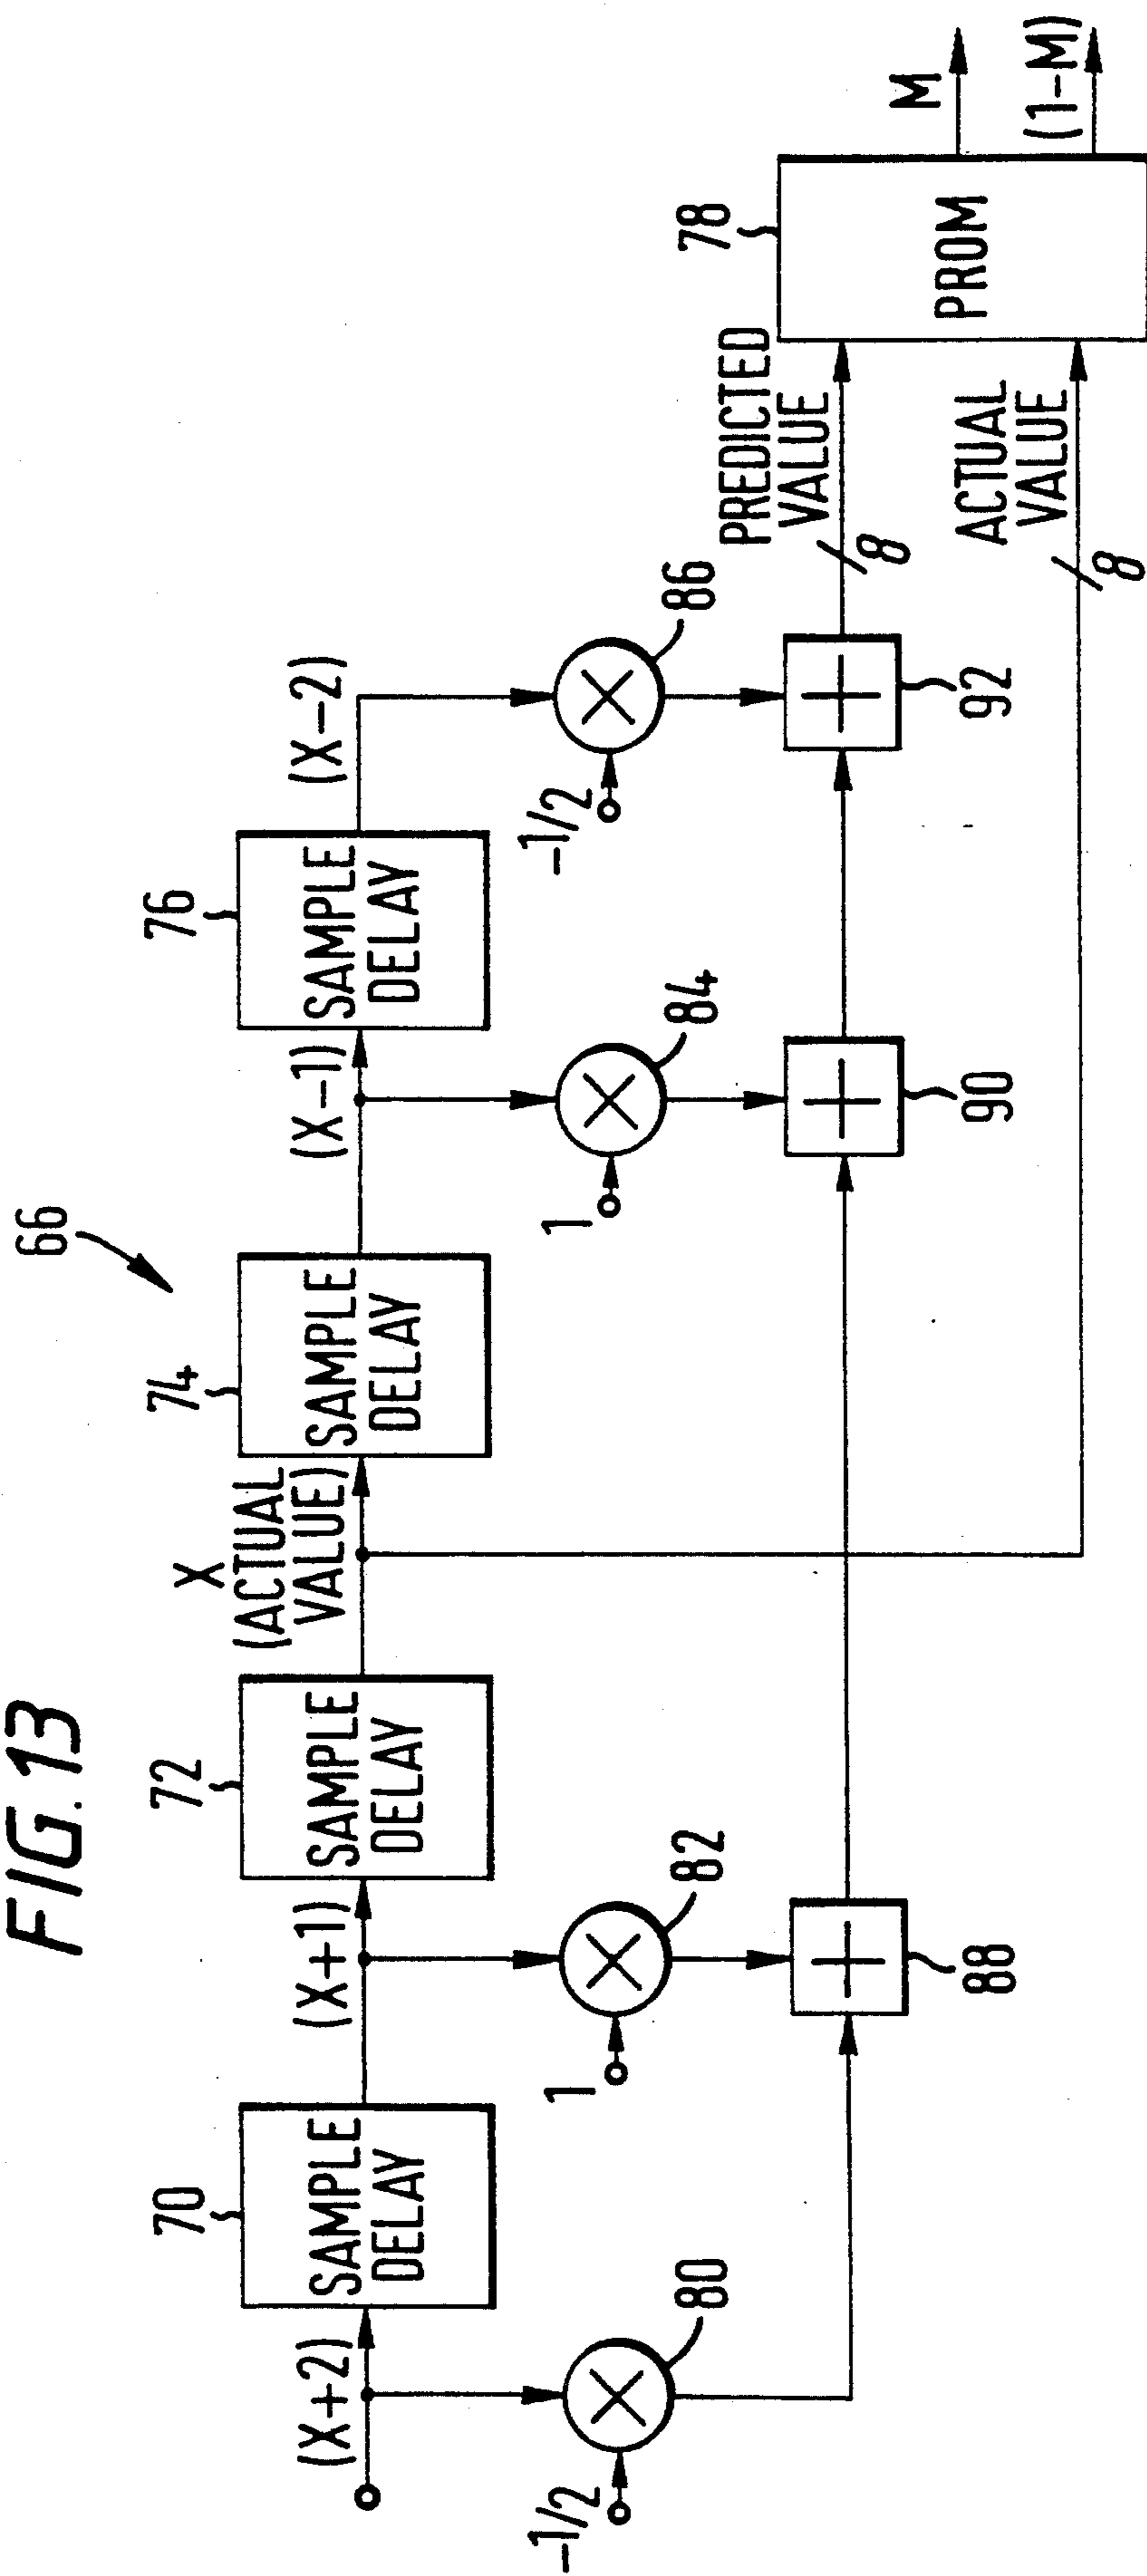 FIG. 13
66
70
72
74
76
(X+2)
SAMPLE
DELAY
(X+1)
SAMPLE
DELAY
X
(ACTUAL
VALUE)
SAMPLE
DELAY
(X-1)
SAMPLE
DELAY
(X-2)
-1/2
80
1
82
1
84
-1/2
86
88
90
92
PREDICTED
VALUE
8
ACTUAL
VALUE
8
78
PROM
M
(1-M)